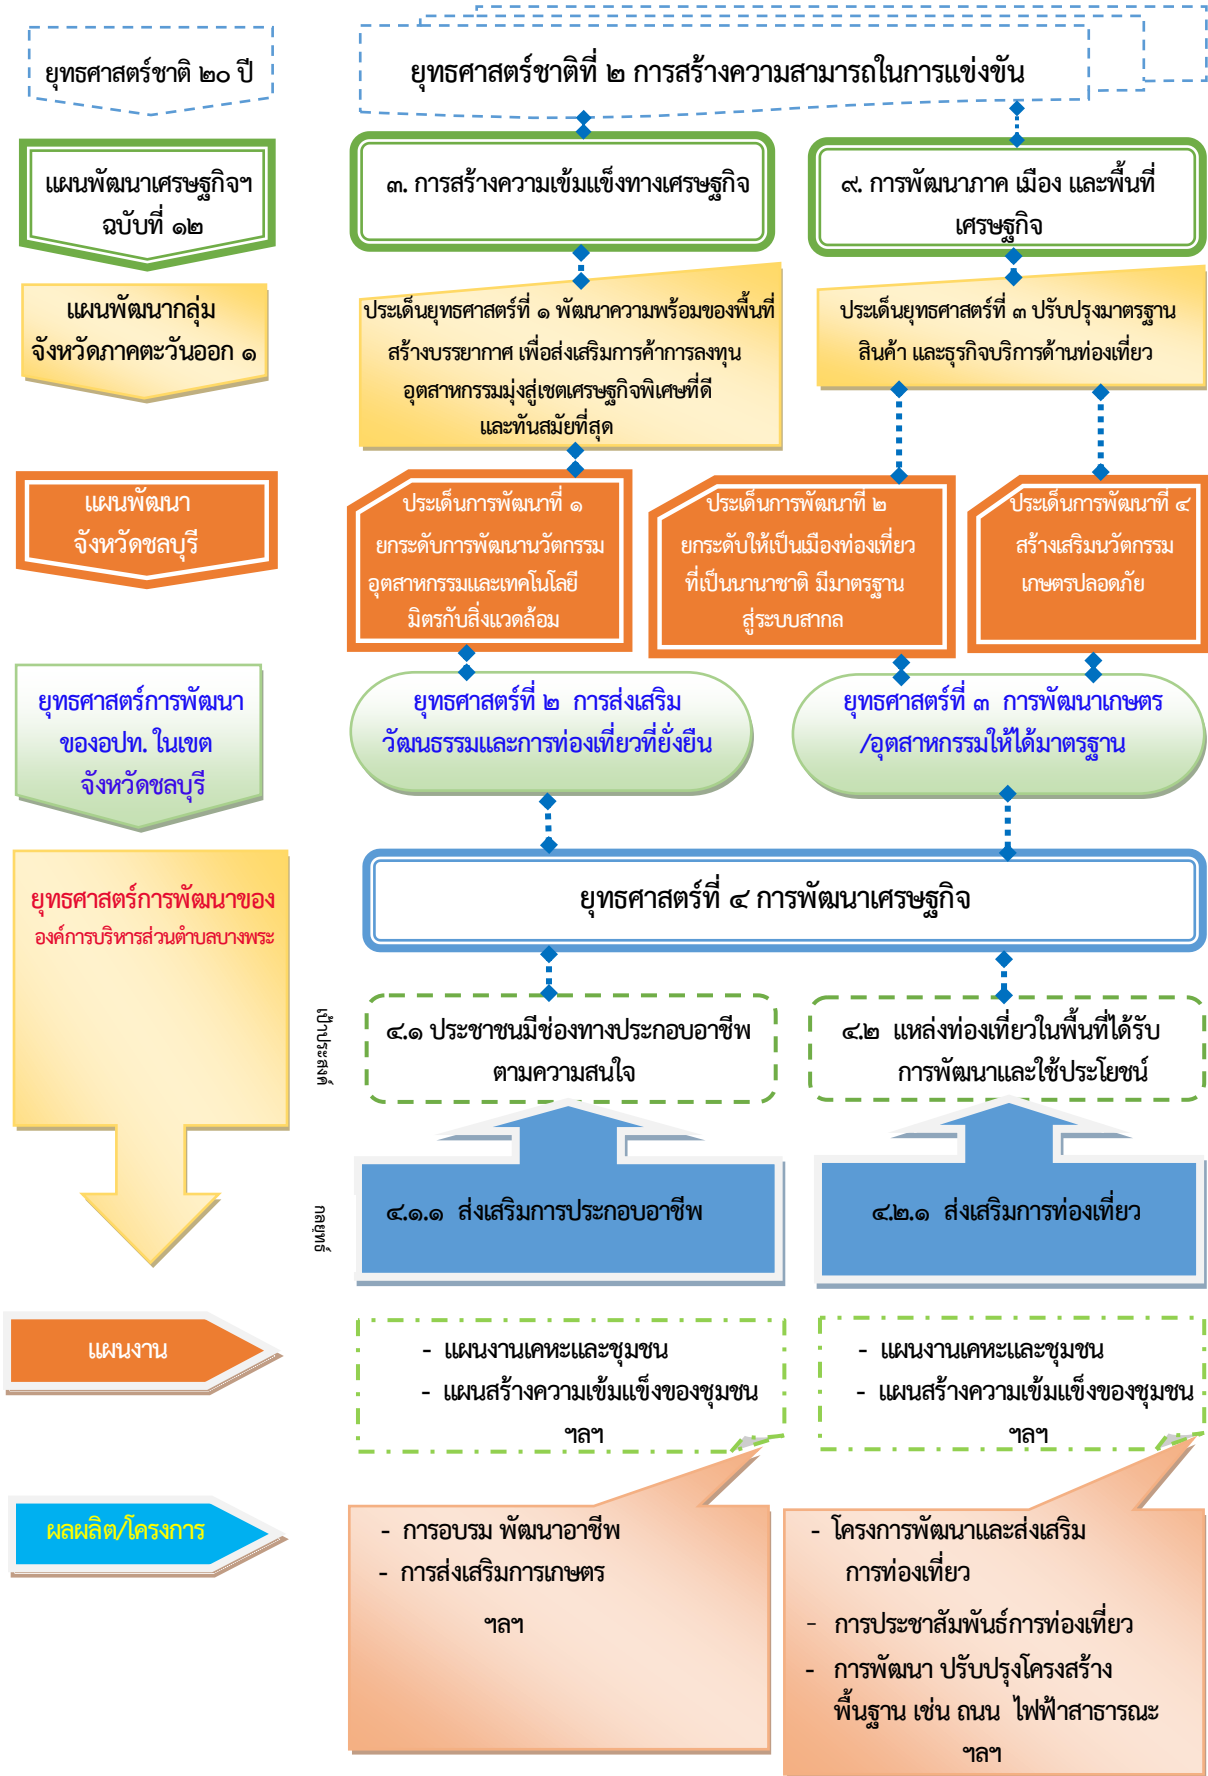 ยุทธศาสตร์ชาติ ๒๐ ปี
ยุทธศาสตร์ชาติที่ ๒ การสร้างความสามารถในการแข่งขัน
แผนพัฒนาเศรษฐกิจฯ
ฉบับที่ ๑๒
๓. การสร้างความเข้มแข็งทางเศรษฐกิจ
๙. การพัฒนาภาค เมือง และพื้นที่
เศรษฐกิจ
แผนพัฒนากลุ่ม
จังหวัดภาคตะวันออก ๑
ประเด็นยุทธศาสตร์ที่ ๑ พัฒนาความพร้อมของพื้นที่
สร้างบรรยากาศ เพื่อส่งเสริมการค้าการลงทุน
อุตสาหกรรมมุ่งสู่เชตเศรษฐกิจพิเศษที่ดี
และทันสมัยที่สุด
ประเด็นยุทธศาสตร์ที่ ๓ ปรับปรุงมาตรฐาน
สินค้า และธุรกิจบริการด้านท่องเที่ยว
แผนพัฒนา
จังหวัดชลบุรี
ประเด็นการพัฒนาที่ ๑
ยกระดับการพัฒนานวัตกรรม
อุตสาหกรรมและเทคโนโลยี
มิตรกับสิ่งแวดล้อม
ประเด็นการพัฒนาที่ ๒
ยกระดับให้เป็นเมืองท่องเที่ยว
ที่เป็นนานาชาติ มีมาตรฐาน
สู่ระบบสากล
ประเด็นการพัฒนาที่ ๔
สร้างเสริมนวัตกรรม
เกษตรปลอดภัย
ยุทธศาสตร์การพัฒนา
ของอปท. ในเขต
จังหวัดชลบุรี
ยุทธศาสตร์ที่ ๒ การส่งเสริม
วัฒนธรรมและการท่องเที่ยวที่ยั่งยืน
ยุทธศาสตร์ที่ ๓ การพัฒนาเกษตร
/อุตสาหกรรมให้ได้มาตรฐาน
ยุทธศาสตร์การพัฒนาของ
องค์การบริหารส่วนตำบลบางพระ
ยุทธศาสตร์ที่ ๔ การพัฒนาเศรษฐกิจ
เป้าประสงค์
๔.๑ ประชาชนมีช่องทางประกอบอาชีพ
ตามความสนใจ
๔.๒ แหล่งท่องเที่ยวในพื้นที่ได้รับ
การพัฒนาและใช้ประโยชน์
กลยุทธ์
๔.๑.๑ ส่งเสริมการประกอบอาชีพ
๔.๒.๑ ส่งเสริมการท่องเที่ยว
แผนงาน
- แผนงานเคหะและชุมชน
- แผนสร้างความเข้มแข็งของชุมชน
ฯลฯ
- แผนงานเคหะและชุมชน
- แผนสร้างความเข้มแข็งของชุมชน
ฯลฯ
ผลผลิต/โครงการ
- การอบรม พัฒนาอาชีพ
- การส่งเสริมการเกษตร
ฯลฯ
- โครงการพัฒนาและส่งเสริม
การท่องเที่ยว
- การประชาสัมพันธ์การท่องเที่ยว
- การพัฒนา ปรับปรุงโครงสร้าง
พื้นฐาน เช่น ถนน ไฟฟ้าสาธารณะ
ฯลฯ